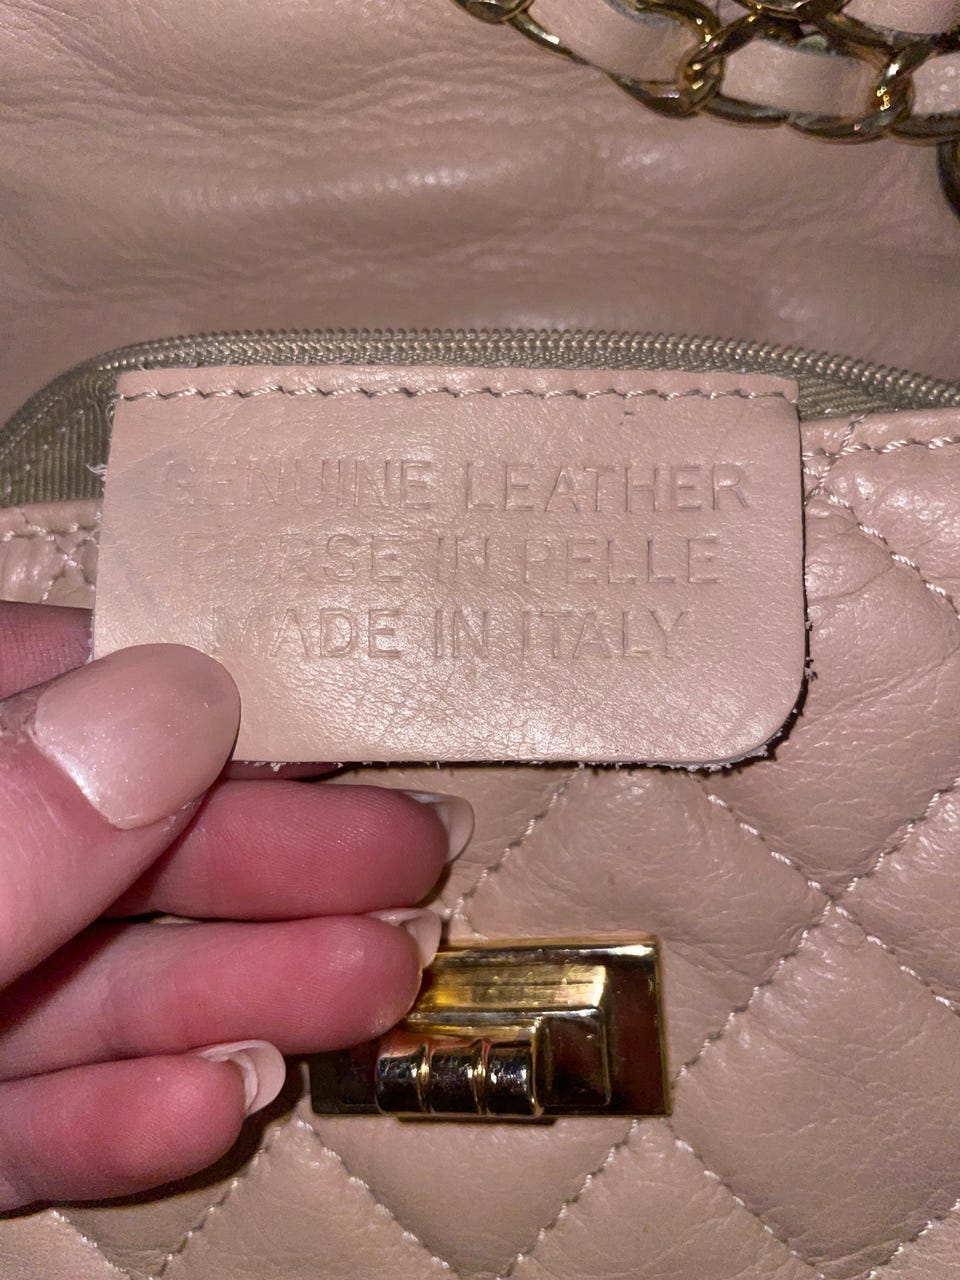 GENUINE LEATHER
BORSE IN PELLE
MADE IN ITALY